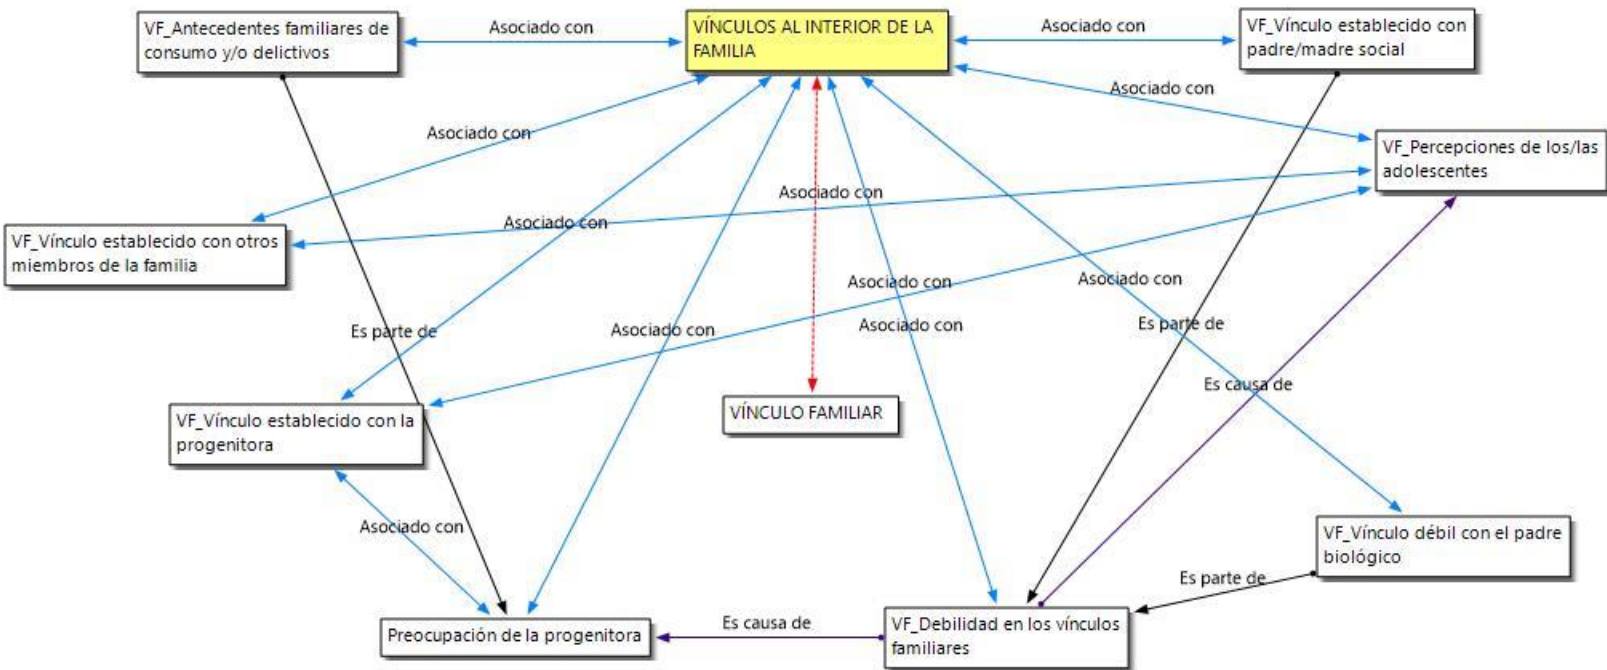 VF_Antecedentes familiares de
consumo y/o delictivos
Asociado con
VÍNCULOS AL INTERIOR DE LA
FAMILIA
Asociado con
VF_Vínculo establecido con
padre/madre social
Asociado con
Asociado con
VF_Percepciones de los/las
adolescentes
Asociado con
Asociado con
VF_Vínculo establecido con otros
miembros de la familia
Asociado con
Asociado con
Es parte de
Asociado con
Asociado con
Es parte de
Es causa de
VF_Vínculo establecido con la
progenitora
VÍNCULO FAMILIAR
Asociado con
VF_Vínculo débil con el padre
biológico
Es parte de
Preocupación de la progenitora
Es causa de
VF_Debilidad en los vínculos
familiares